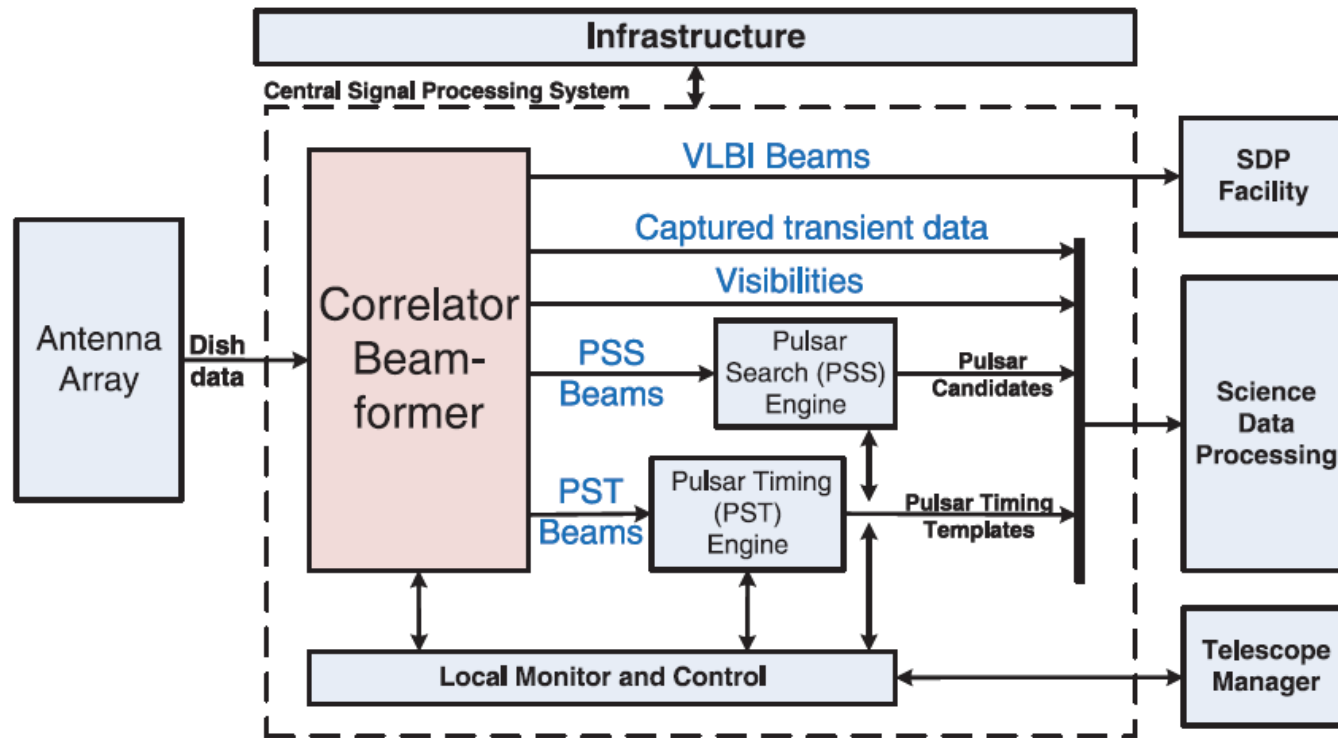 Infrastructure
Central Signal Processing System
VLBI Beams
SDP
Facility
Captured transient data
Visibilities
Antenna
Array
Dish
data
Correlator
Beam-
former
PSS
Beams
Pulsar
Search (PSS)
Engine
Pulsar
Candidates
Science
Data
Processing
PST
Beams
Pulsar Timing
(PST)
Engine
Pulsar Timing
Templates
Local Monitor and Control
Telescope
Manager